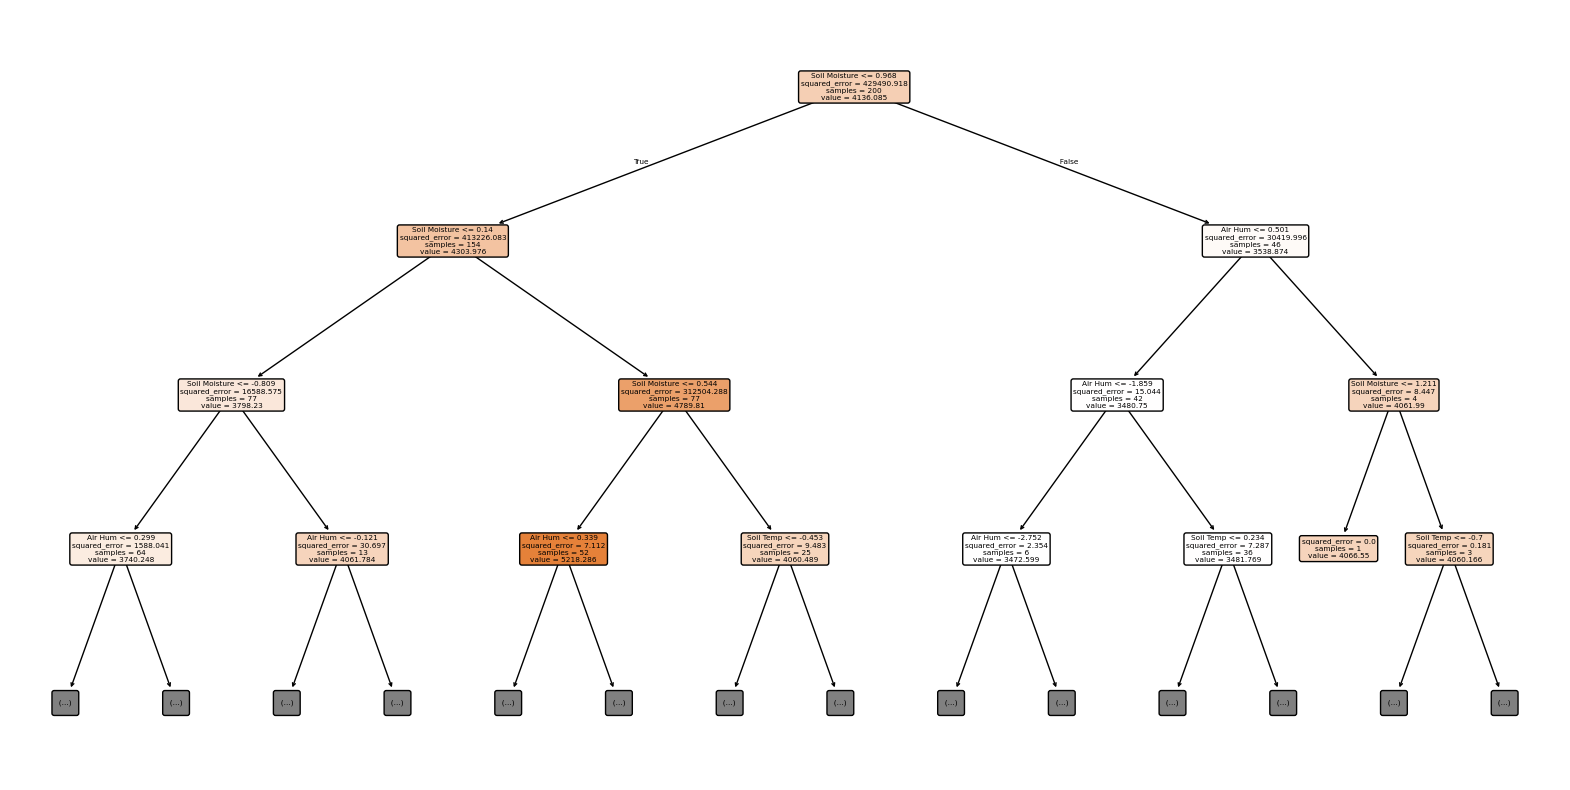 Soil Moisture <= 0.968
squared_error = 429490.918
samples = 200
value = 4136.085
True
False
Soil Moisture <= 0.14
squared_error = 413226.083
samples = 154
value = 4303.976
Air Hum <= 0.501
squared_error = 30419.996
samples = 46
value = 3538.874
Soil Moisture <= -0.809
squared_error = 16588.575
samples = 77
value = 3798.23
Soil Moisture <= 0.544
squared_error = 312504.288
samples = 77
value = 4789.81
Air Hum <= -1.859
squared_error = 15.044
samples = 42
value = 3480.75
Soil Moisture <= 1.211
squared_error = 8.447
samples = 4
value = 4061.99
Air Hum <= 0.299
squared_error = 1588.041
samples = 64
value = 3740.248
Air Hum <= -0.121
squared_error = 30.697
samples = 13
value = 4061.784
Air Hum <= 0.339
squared_error = 7.112
samples = 52
value = 5218.286
Soil Temp <= -0.453
squared_error = 9.483
samples = 25
value = 4060.489
Air Hum <= -2.752
squared_error = 2.354
samples = 6
value = 3472.599
Soil Temp <= 0.234
squared_error = 7.287
samples = 36
value = 3481.769
squared_error = 0.0
samples = 1
value = 4066.55
Soil Temp <= -0.7
squared_error = 0.181
samples = 3
value = 4060.166
(...)
(...)
(...)
(...)
(...)
(...)
(...)
(...)
(...)
(...)
(...)
(...)
(...)
(...)